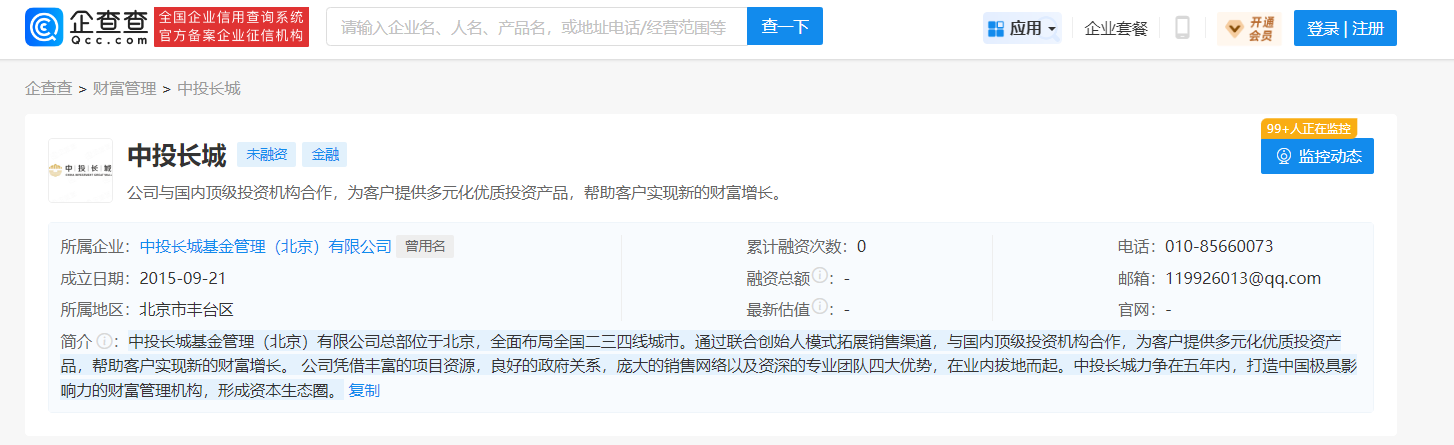 企查查
Qcc.com
全国企业信用查询系统
官方备案企业征信机构
请输入企业名、人名、产品名，或地址电话/经营范围等
查一下
应用
企业套餐
开通
会员
登录 | 注册
企查查 > 财富管理 > 中投长城
99+人正在监控
监控动态
中投长城
中投长城 未融资 金融
公司与国内顶级投资机构合作，为客户提供多元化优质投资产品，帮助客户实现新的财富增长。
所属企业：中投长城基金管理（北京）有限公司 曾用名
累计融资次数：0
电话：010-85660073
成立日期：2015-09-21
融资总额：-
邮箱：119926013@qq.com
所属地区：北京市丰台区
最新估值：-
官网：-
简介：中投长城基金管理（北京）有限公司总部位于北京，全面布局全国二三四线城市。通过联合创始人模式拓展销售渠道，与国内顶级投资机构合作，为客户提供多元化优质投资产
品，帮助客户实现新的财富增长。 公司凭借丰富的项目资源，良好的政府关系，庞大的销售网络以及资深的专业团队四大优势，在业内拔地而起。中投长城力争在五年内，打造中国极具影
响力的财富管理机构，形成资本生态圈。 复制